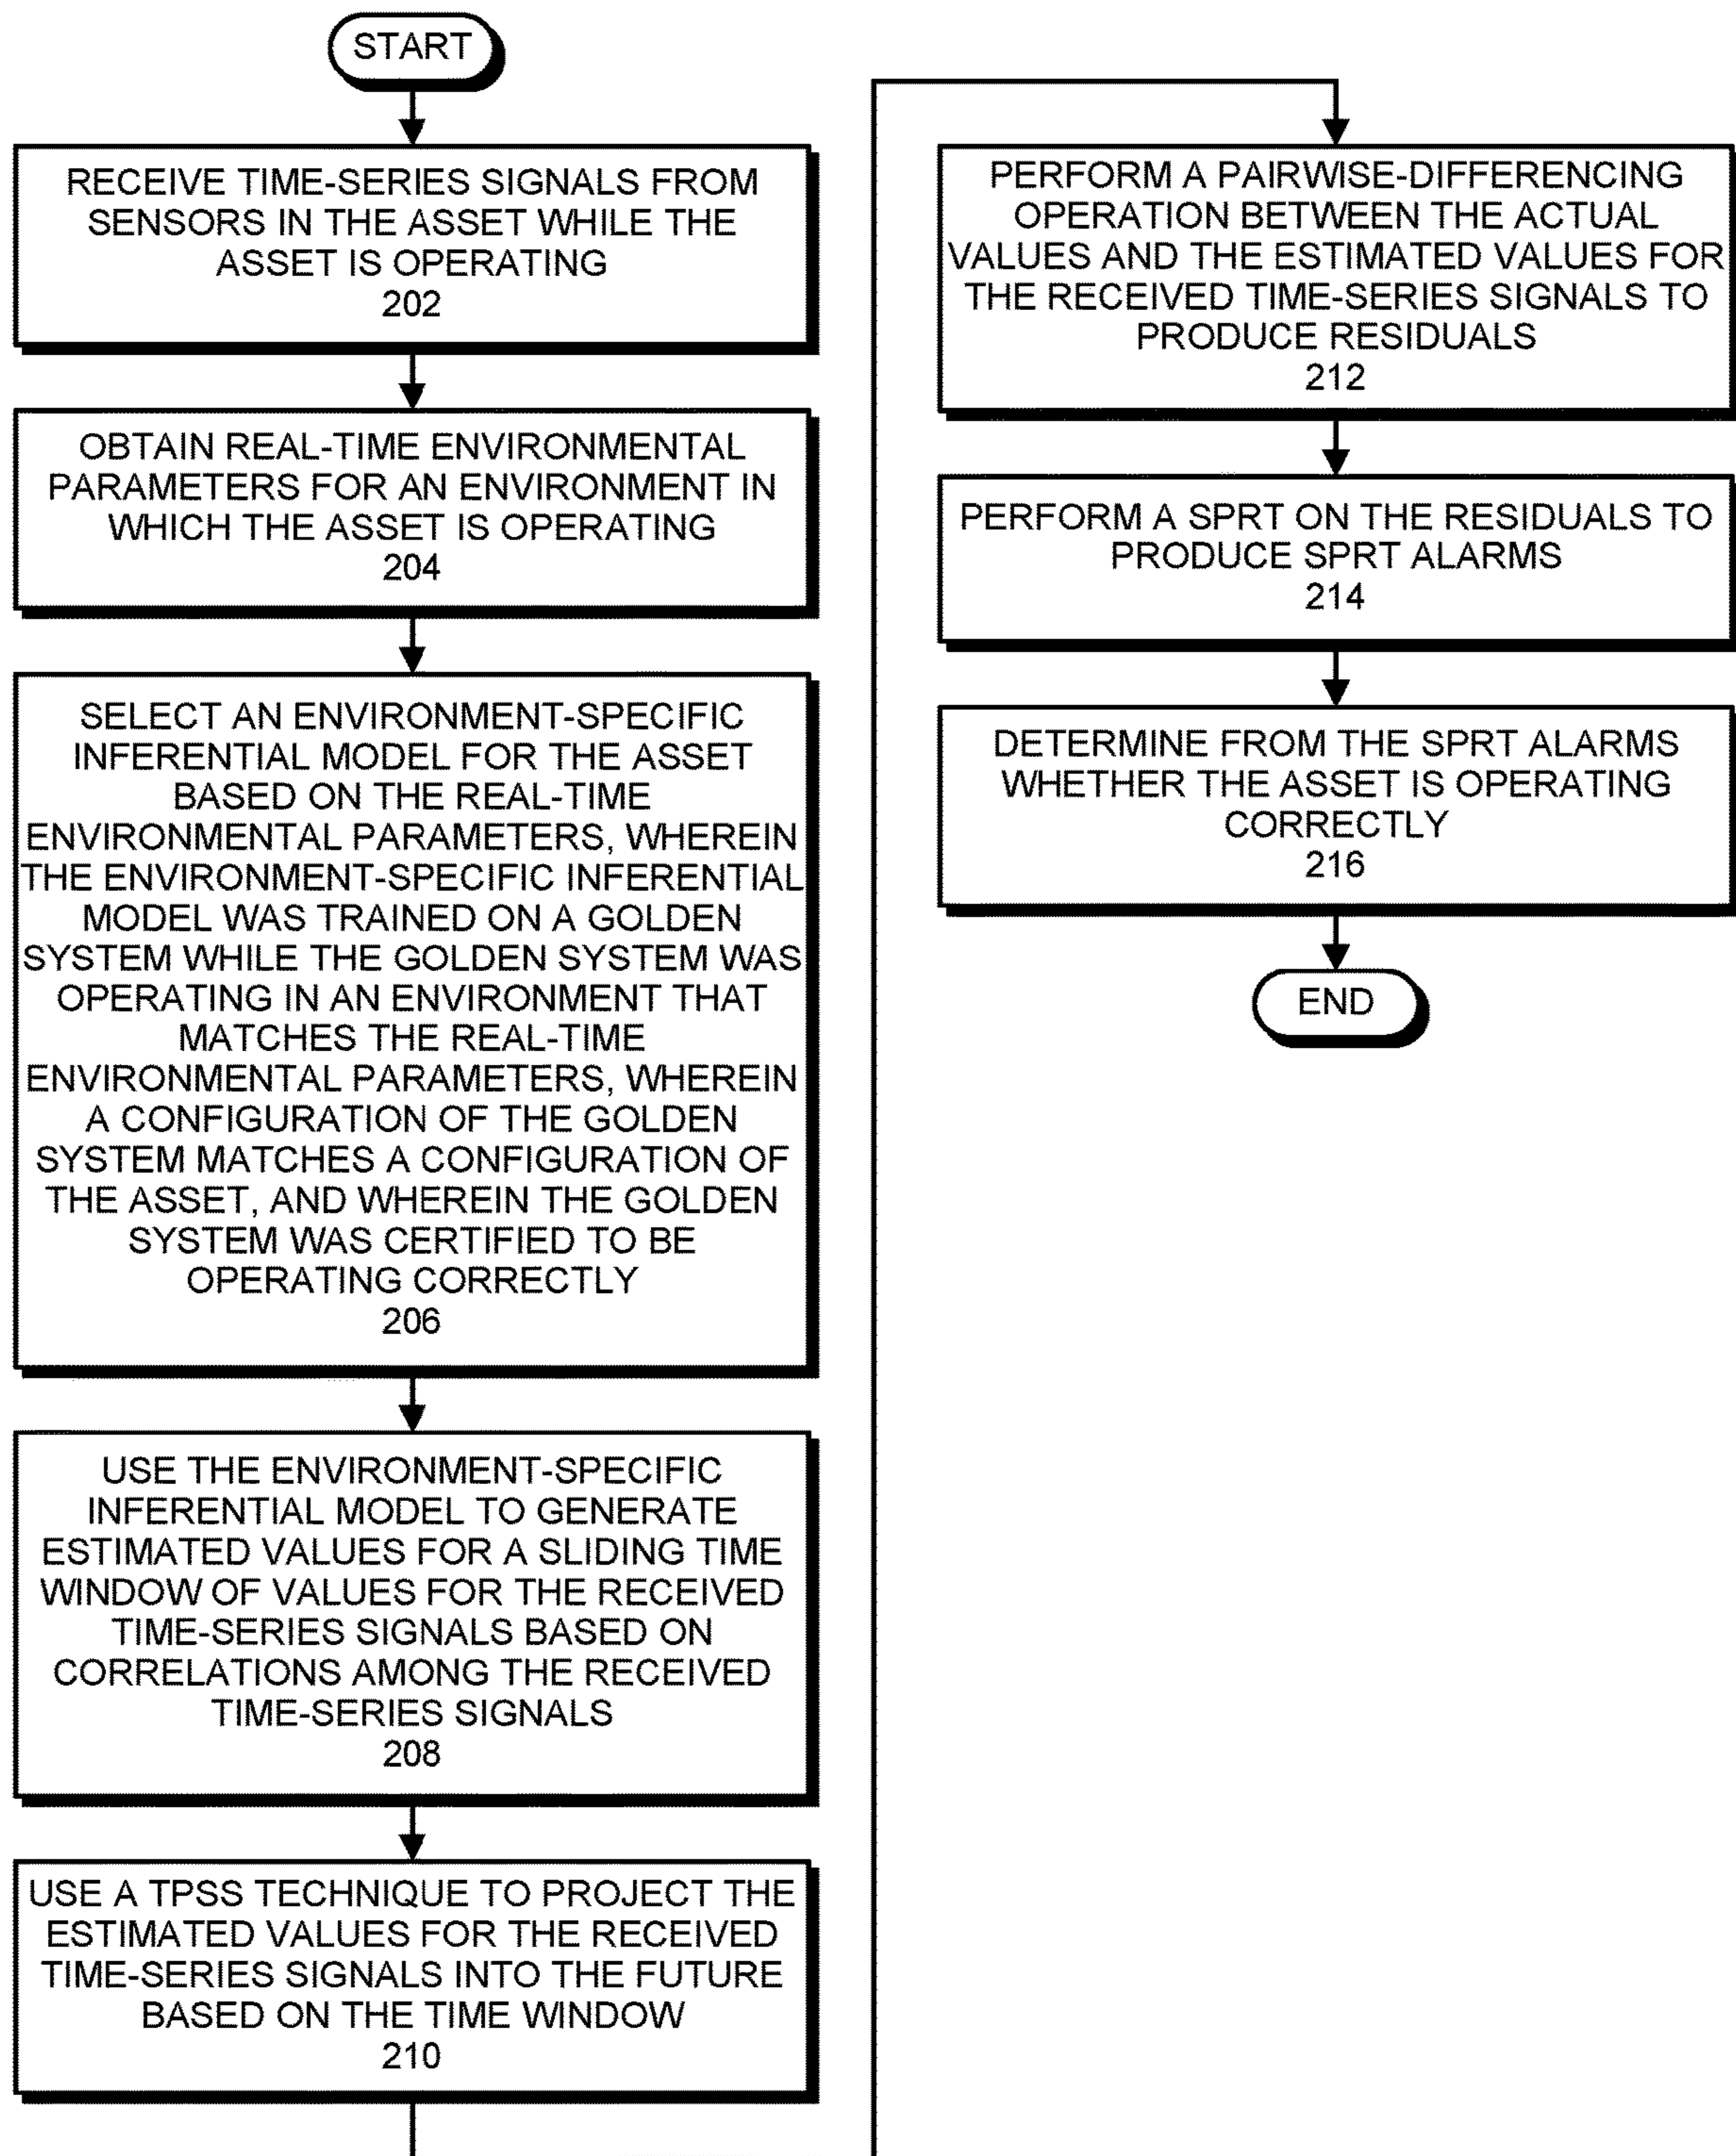 START
RECEIVE TIME-SERIES SIGNALS FROM
SENSORS IN THE ASSET WHILE THE
ASSET IS OPERATING
202
OBTAIN REAL-TIME ENVIRONMENTAL
PARAMETERS FOR AN ENVIRONMENT IN
WHICH THE ASSET IS OPERATING
204
SELECT AN ENVIRONMENT-SPECIFIC
INFERENTIAL MODEL FOR THE ASSET
BASED ON THE REAL-TIME
ENVIRONMENTAL PARAMETERS, WHEREIN
THE ENVIRONMENT-SPECIFIC INFERENTIAL
MODEL WAS TRAINED ON A GOLDEN
SYSTEM WHILE THE GOLDEN SYSTEM WAS
OPERATING IN AN ENVIRONMENT THAT
MATCHES THE REAL-TIME
ENVIRONMENTAL PARAMETERS, WHEREIN
A CONFIGURATION OF THE GOLDEN
SYSTEM MATCHES A CONFIGURATION OF
THE ASSET, AND WHEREIN THE GOLDEN
SYSTEM WAS CERTIFIED TO BE
OPERATING CORRECTLY
206
USE THE ENVIRONMENT-SPECIFIC
INFERENTIAL MODEL TO GENERATE
ESTIMATED VALUES FOR A SLIDING TIME
WINDOW OF VALUES FOR THE RECEIVED
TIME-SERIES SIGNALS BASED ON
CORRELATIONS AMONG THE RECEIVED
TIME-SERIES SIGNALS
208
USE A TPSS TECHNIQUE TO PROJECT THE
ESTIMATED VALUES FOR THE RECEIVED
TIME-SERIES SIGNALS INTO THE FUTURE
BASED ON THE TIME WINDOW
210
PERFORM A PAIRWISE-DIFFERENCING
OPERATION BETWEEN THE ACTUAL
VALUES AND THE ESTIMATED VALUES FOR
THE RECEIVED TIME-SERIES SIGNALS TO
PRODUCE RESIDUALS
212
PERFORM A SPRT ON THE RESIDUALS TO
PRODUCE SPRT ALARMS
214
DETERMINE FROM THE SPRT ALARMS
WHETHER THE ASSET IS OPERATING
CORRECTLY
216
END